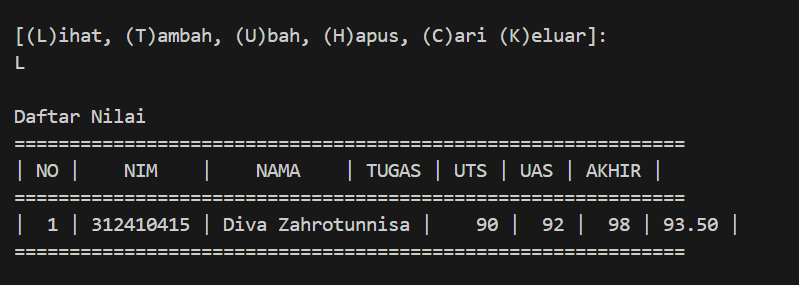 [(L)ihat, (T)ambah, (U)bah, (H)apus, (C)ari (K)eluar]:
L
Daftar Nilai
=============================================================
| NO |    NIM    |    NAMA    | TUGAS | UTS | UAS | AKHIR |
=============================================================
|  1 | 312410415 | Diva Zahrotunnisa |    90 |  92 |  98 | 93.50 |
=============================================================